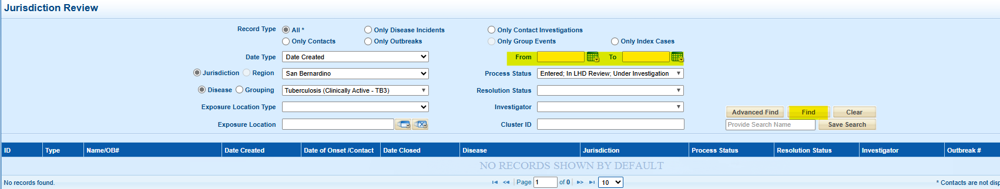 Jurisdiction Review
Record Type All * Only Disease Incidents Only Contact Investigations
Only Contacts Only Outbreaks Only Group Events Only Index Cases
Date Type Date Created From To
Jurisdiction Region San Bernardino Process Status Entered; In LHD Review; Under Investigation
Disease Grouping Tuberculosis (Clinically Active - TB3) Resolution Status
Exposure Location Type Investigator Advanced Find Find Clear
Exposure Location Cluster ID Provide Search Name Save Search
ID Type Name/OB# Date Created Date of Onset /Contact Date Closed Disease Jurisdiction Process Status Resolution Status Investigator Outbreak #
NO RECORDS SHOWN BY DEFAULT
No records found. Page 1 of 0 10 * Contacts are not